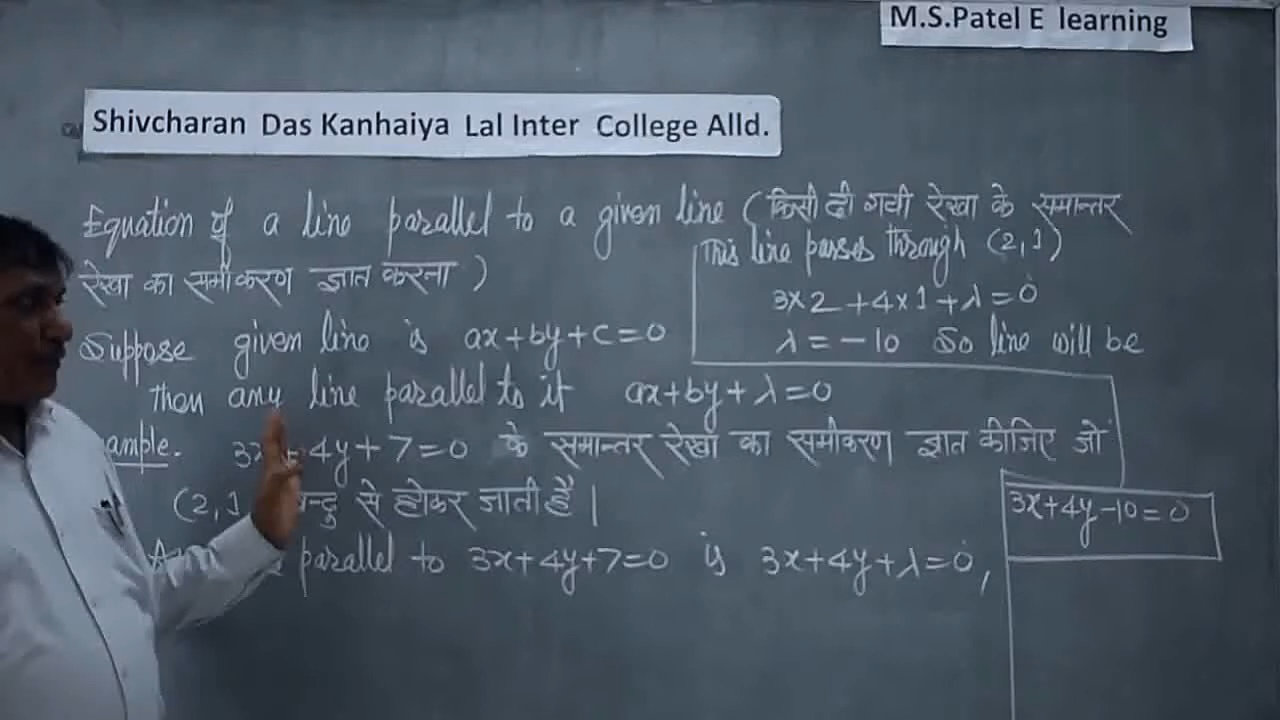 M.S.Patel E learning
Shivcharan Das Kanhaiya Lal Inter College Alld.
Equation of a line parallel to a given line (किसी दी गयी रेखा के समान्तर
रेखा का समीकरण ज्ञात करना)
Suppose given line is ax+by+c=0
then any line parallel to it ax+by+λ=0
ample. 3x+4y+7=0 के समान्तर रेखा का समीकरण ज्ञात कीजिए जो
(2,1 न्दु से होकर जाती है।
parallel to 3x+4y+7=0 is 3x+4y+λ=0,
This line passes through (2,1)
3×2+4×1+λ=0
λ=-10 So line will be
3x+4y-10=0